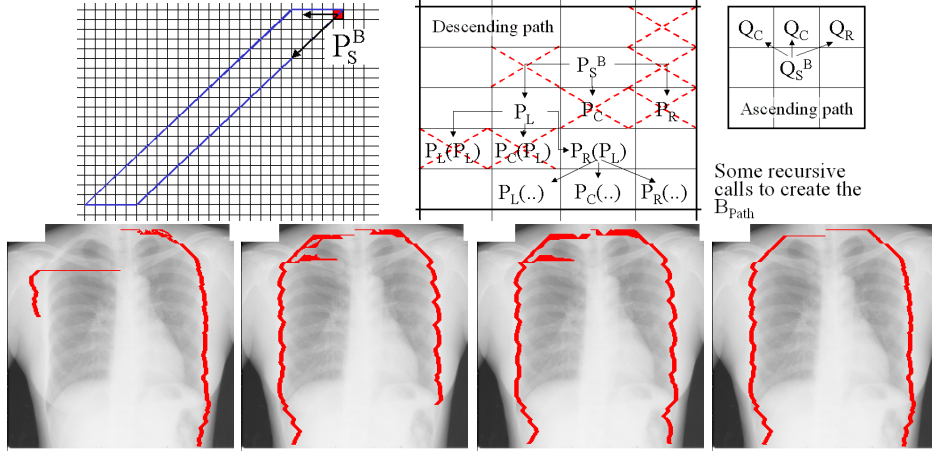 P_S^B
Descending path
P_S^B
P_L
P_C
P_R
P_L(P_L)
P_C(P_L)
P_R(P_L)
P_L(..)
P_C(..)
P_R(..)
Q_C
Q_C
Q_R
Q_S^B
Ascending path
Some recursive
calls to create the
B_Path